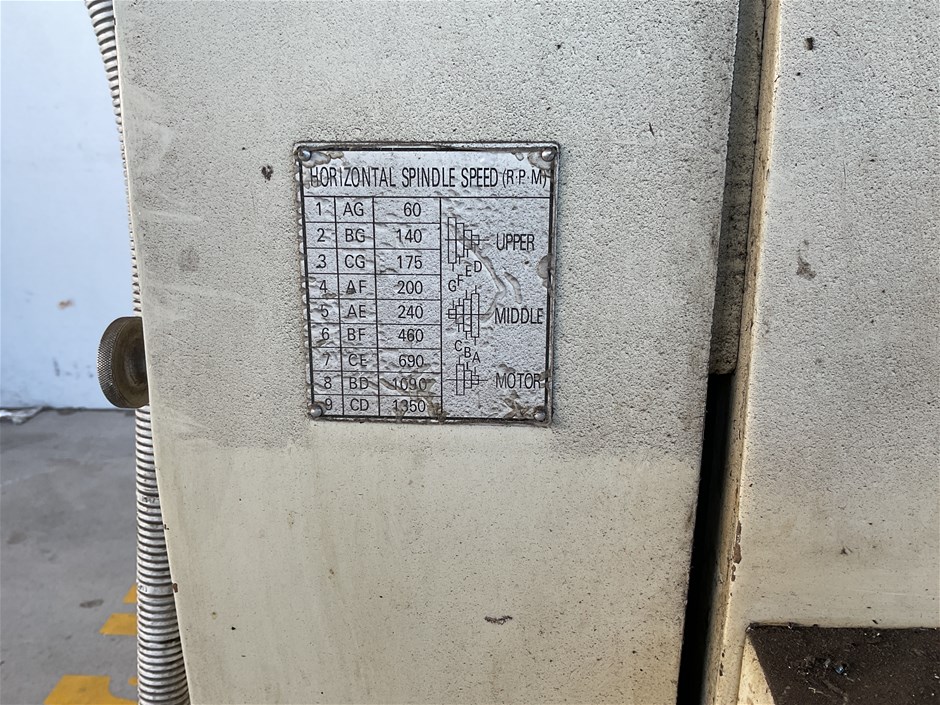 HORIZONTAL SPINDLE SPEED (R.P.M)
1 AG 60
2 BG 140
3 CG 175
4 AF 200
5 AE 240
6 BF 460
7 CE 690
8 BD 1090
9 CD 1350
UPPER
G F E D
MIDDLE
C B A
MOTOR